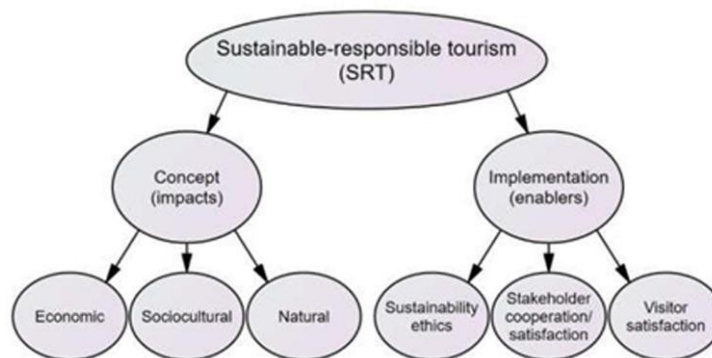 Sustainable-responsible tourism
(SRT)
Concept
(impacts)
Implementation
(enablers)
Economic
Sociocultural
Natural
Sustainability
ethics
Stakeholder
cooperation/
satisfaction
Visitor
satisfaction